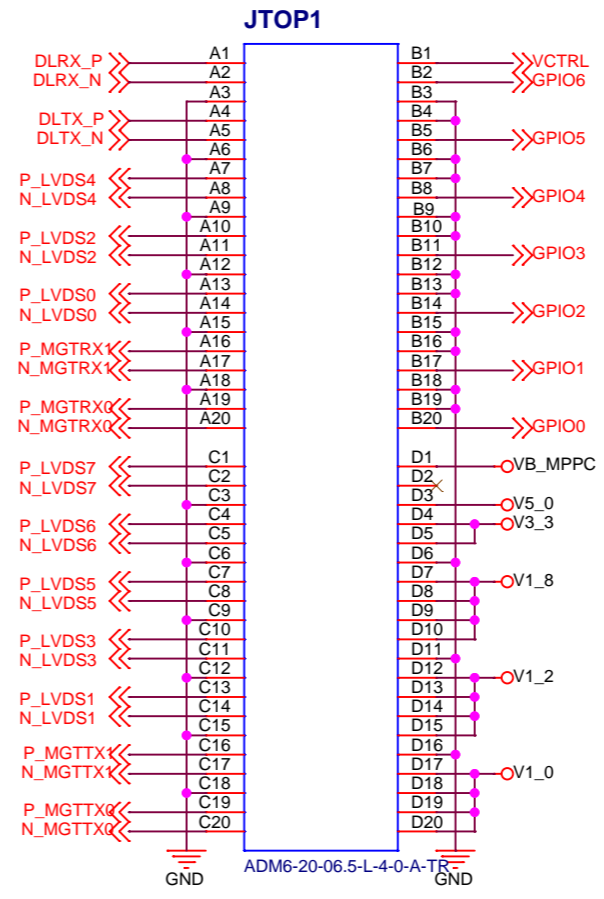 JTOP1
DLRX_P A1 B1 VCTRL
DLRX_N A2 B2 GPIO6
A3 B3
DLTX_P A4 B4
DLTX_N A5 B5 GPIO5
A6 B6
P_LVDS4 A7 B7
N_LVDS4 A8 B8 GPIO4
A9 B9
P_LVDS2 A10 B10
N_LVDS2 A11 B11 GPIO3
A12 B12
P_LVDS0 A13 B13
N_LVDS0 A14 B14 GPIO2
A15 B15
P_MGTRX1 A16 B16
N_MGTRX1 A17 B17 GPIO1
A18 B18
P_MGTRX0 A19 B19
N_MGTRX0 A20 B20 GPIO0
P_LVDS7 C1 D1 VB_MPPC
N_LVDS7 C2 D2
C3 D3 V5_0
P_LVDS6 C4 D4 V3_3
N_LVDS6 C5 D5
C6 D6
P_LVDS5 C7 D7 V1_8
N_LVDS5 C8 D8
C9 D9
P_LVDS3 C10 D10
N_LVDS3 C11 D11
C12 D12 V1_2
P_LVDS1 C13 D13
N_LVDS1 C14 D14
C15 D15
P_MGTTX1 C16 D16
N_MGTTX1 C17 D17 V1_0
C18 D18
P_MGTTX0 C19 D19
N_MGTTX0 C20 D20
ADM6-20-06.5-L-4-0-A-TR
GND GND